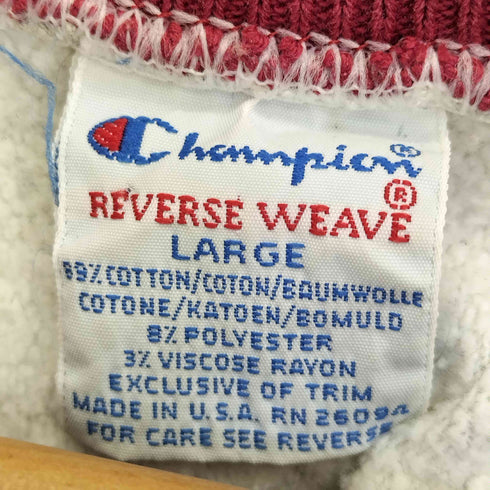 Champion®
REVERSE WEAVE®
LARGE
89% COTTON/COTON/BAUMWOLLE
COTONE/KATOEN/BOMULD
8% POLYESTER
3% VISCOSE RAYON
EXCLUSIVE OF TRIM
MADE IN U.S.A. RN 26094
FOR CARE SEE REVERSE